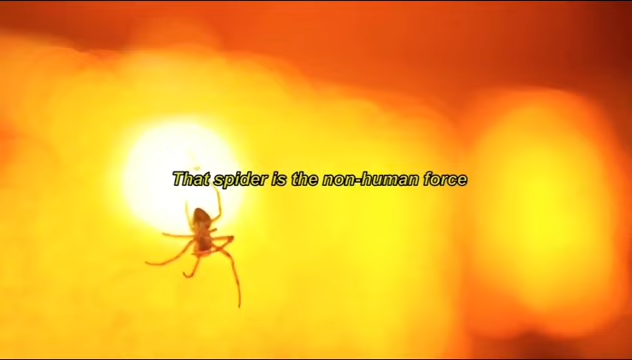 That spider is the non-human force